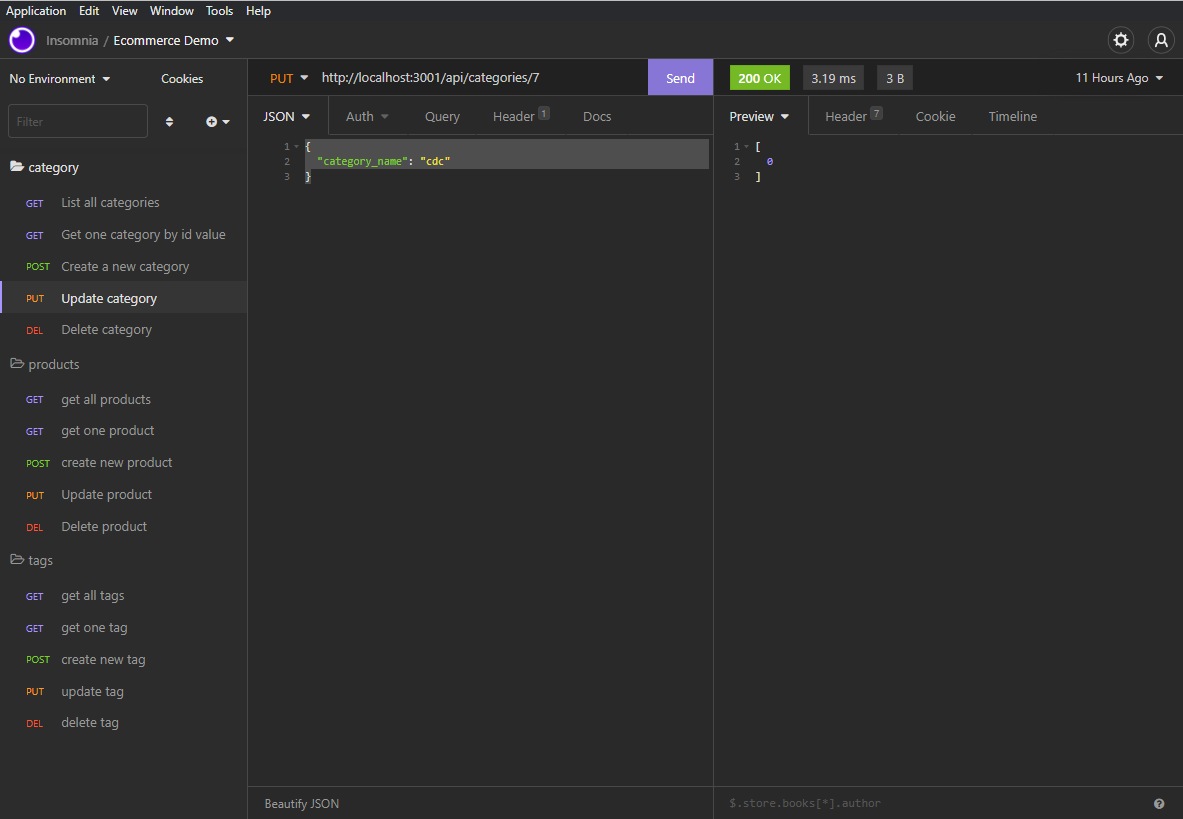 Application Edit View Window Tools Help
Insomnia / Ecommerce Demo
No Environment Cookies
Filter
category
GET List all categories
GET Get one category by id value
POST Create a new category
PUT Update category
DEL Delete category
products
GET get all products
GET get one product
POST create new product
PUT Update product
DEL Delete product
tags
GET get all tags
GET get one tag
POST create new tag
PUT update tag
DEL delete tag
PUT http://localhost:3001/api/categories/7 Send
JSON Auth Query Header 1 Docs
1 {
2 "category_name": "cdc"
3 }
Beautify JSON
200 OK 3.19 ms 3 B 11 Hours Ago
Preview Header 7 Cookie Timeline
1 [
2 0
3 ]
$.store.books[*].author ?